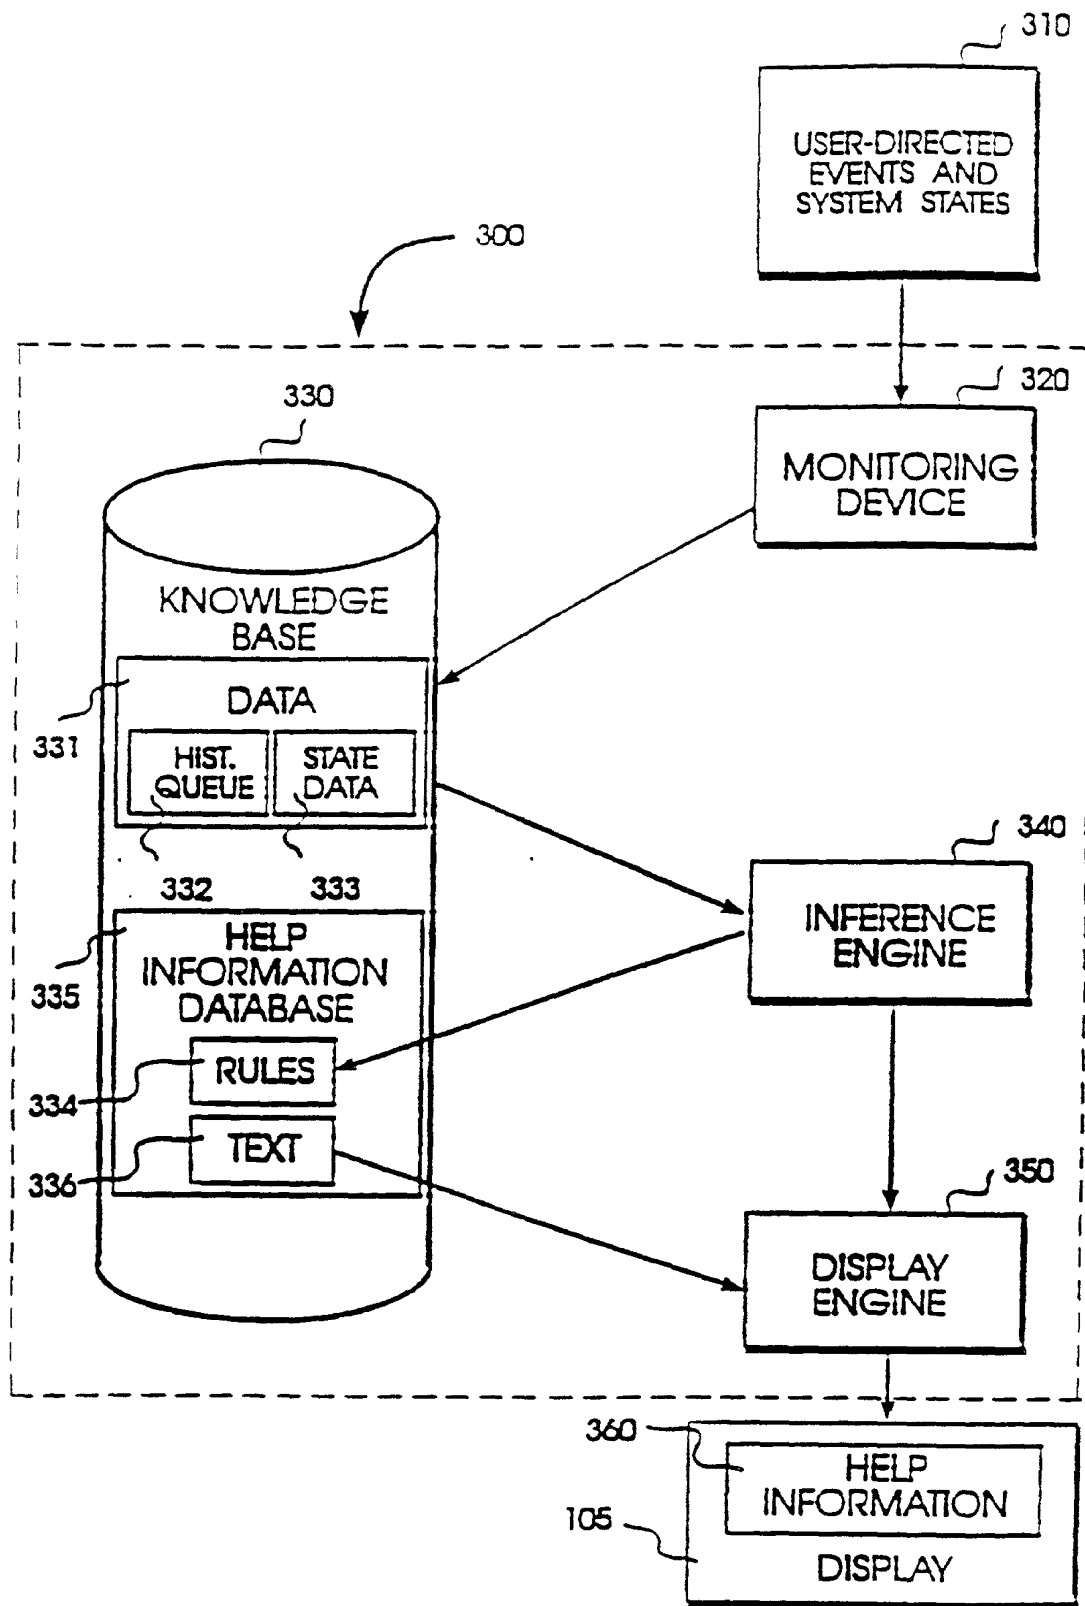 310
USER-DIRECTED
EVENTS AND
SYSTEM STATES
300
320
MONITORING
DEVICE
330
KNOWLEDGE
BASE
331
DATA
HIST.
QUEUE
STATE
DATA
332
333
340
INFERENCE
ENGINE
335
HELP
INFORMATION
DATABASE
334
RULES
336
TEXT
350
DISPLAY
ENGINE
360
HELP
INFORMATION
105
DISPLAY